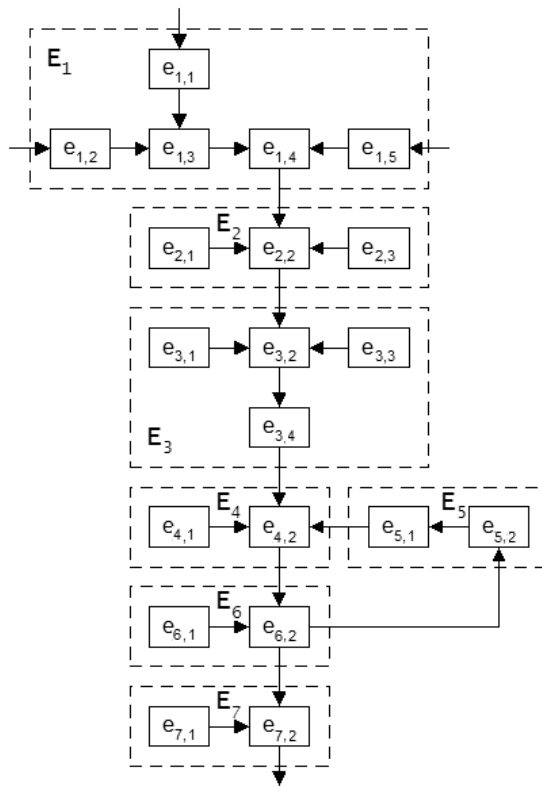 E1
e1,1
e1,2 e1,3 e1,4 e1,5
E2
e2,1 e2,2 e2,3
e3,1 e3,2 e3,3
e3,4
E3
E4 E5
e4,1 e4,2 e5,1 e5,2
E6
e6,1 e6,2
E7
e7,1 e7,2